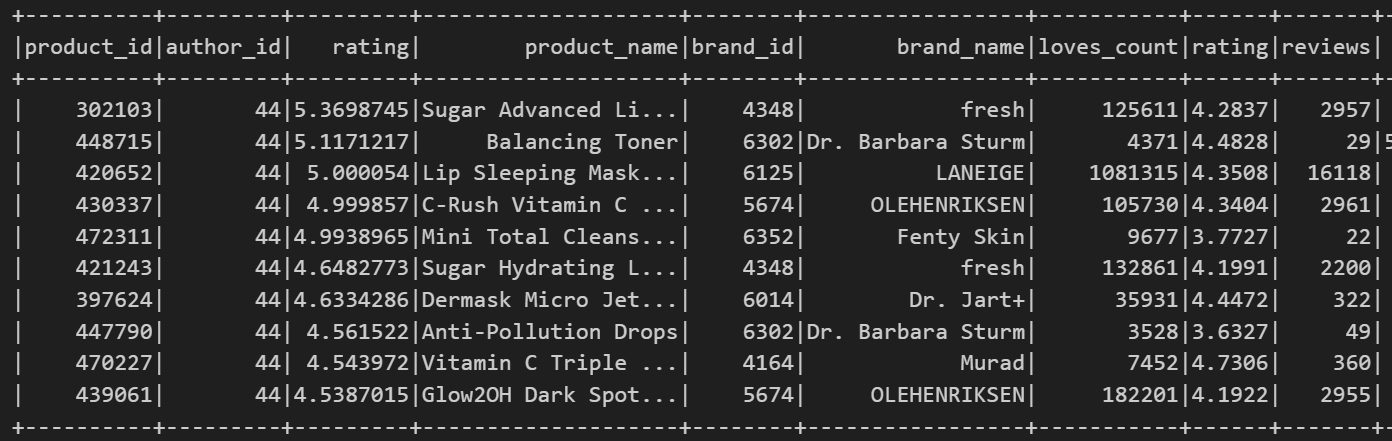 +----------+---------+---------+--------------------+--------+------------------+-----------+------+-------+--
|product_id|author_id|   rating|        product_name|brand_id|        brand_name|loves_count|rating|reviews|
+----------+---------+---------+--------------------+--------+------------------+-----------+------+-------+--
|    302103|       44|5.3698745|Sugar Advanced Li...|    4348|             fresh|     125611|4.2837|   2957|
|    448715|       44|5.1171217|     Balancing Toner|    6302|Dr. Barbara Sturm|       4371|4.4828|     29|5
|    420652|       44| 5.000054|Lip Sleeping Mask...|    6125|           LANEIGE|    1081315|4.3508|  16118|
|    430337|       44| 4.999857|C-Rush Vitamin C ...|    5674|      OLEHENRIKSEN|     105730|4.3404|   2961|
|    472311|       44|4.9938965|Mini Total Cleans...|    6352|        Fenty Skin|       9677|3.7727|     22|
|    421243|       44|4.6482773|Sugar Hydrating L...|    4348|             fresh|     132861|4.1991|   2200|
|    397624|       44|4.6334286|Dermask Micro Jet...|    6014|         Dr. Jart+|      35931|4.4472|    322|
|    447790|       44| 4.561522|Anti-Pollution Drops|    6302|Dr. Barbara Sturm|       3528|3.6327|     49|
|    470227|       44| 4.543972|Vitamin C Triple ...|    4164|             Murad|       7452|4.7306|    360|
|    439061|       44|4.5387015|Glow2OH Dark Spot...|    5674|      OLEHENRIKSEN|     182201|4.1922|   2955|
+----------+---------+---------+--------------------+--------+------------------+-----------+------+-------+--